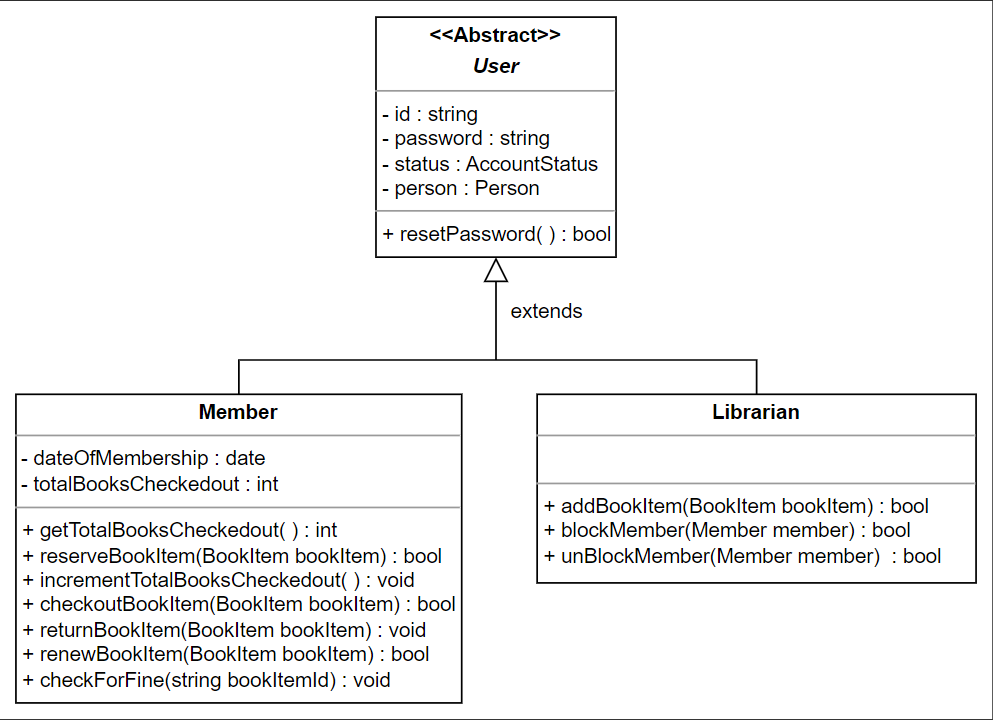 <<Abstract>>
User
- id : string
- password : string
- status : AccountStatus
- person : Person
+ resetPassword( ) : bool
extends
Member
- dateOfMembership : date
- totalBooksCheckedout : int
+ getTotalBooksCheckedout( ) : int
+ reserveBookItem(BookItem bookItem) : bool
+ incrementTotalBooksCheckedout( ) : void
+ checkoutBookItem(BookItem bookItem) : bool
+ returnBookItem(BookItem bookItem) : void
+ renewBookItem(BookItem bookItem) : bool
+ checkForFine(string bookItemId) : void
Librarian
+ addBookItem(BookItem bookItem) : bool
+ blockMember(Member member) : bool
+ unBlockMember(Member member)  : bool